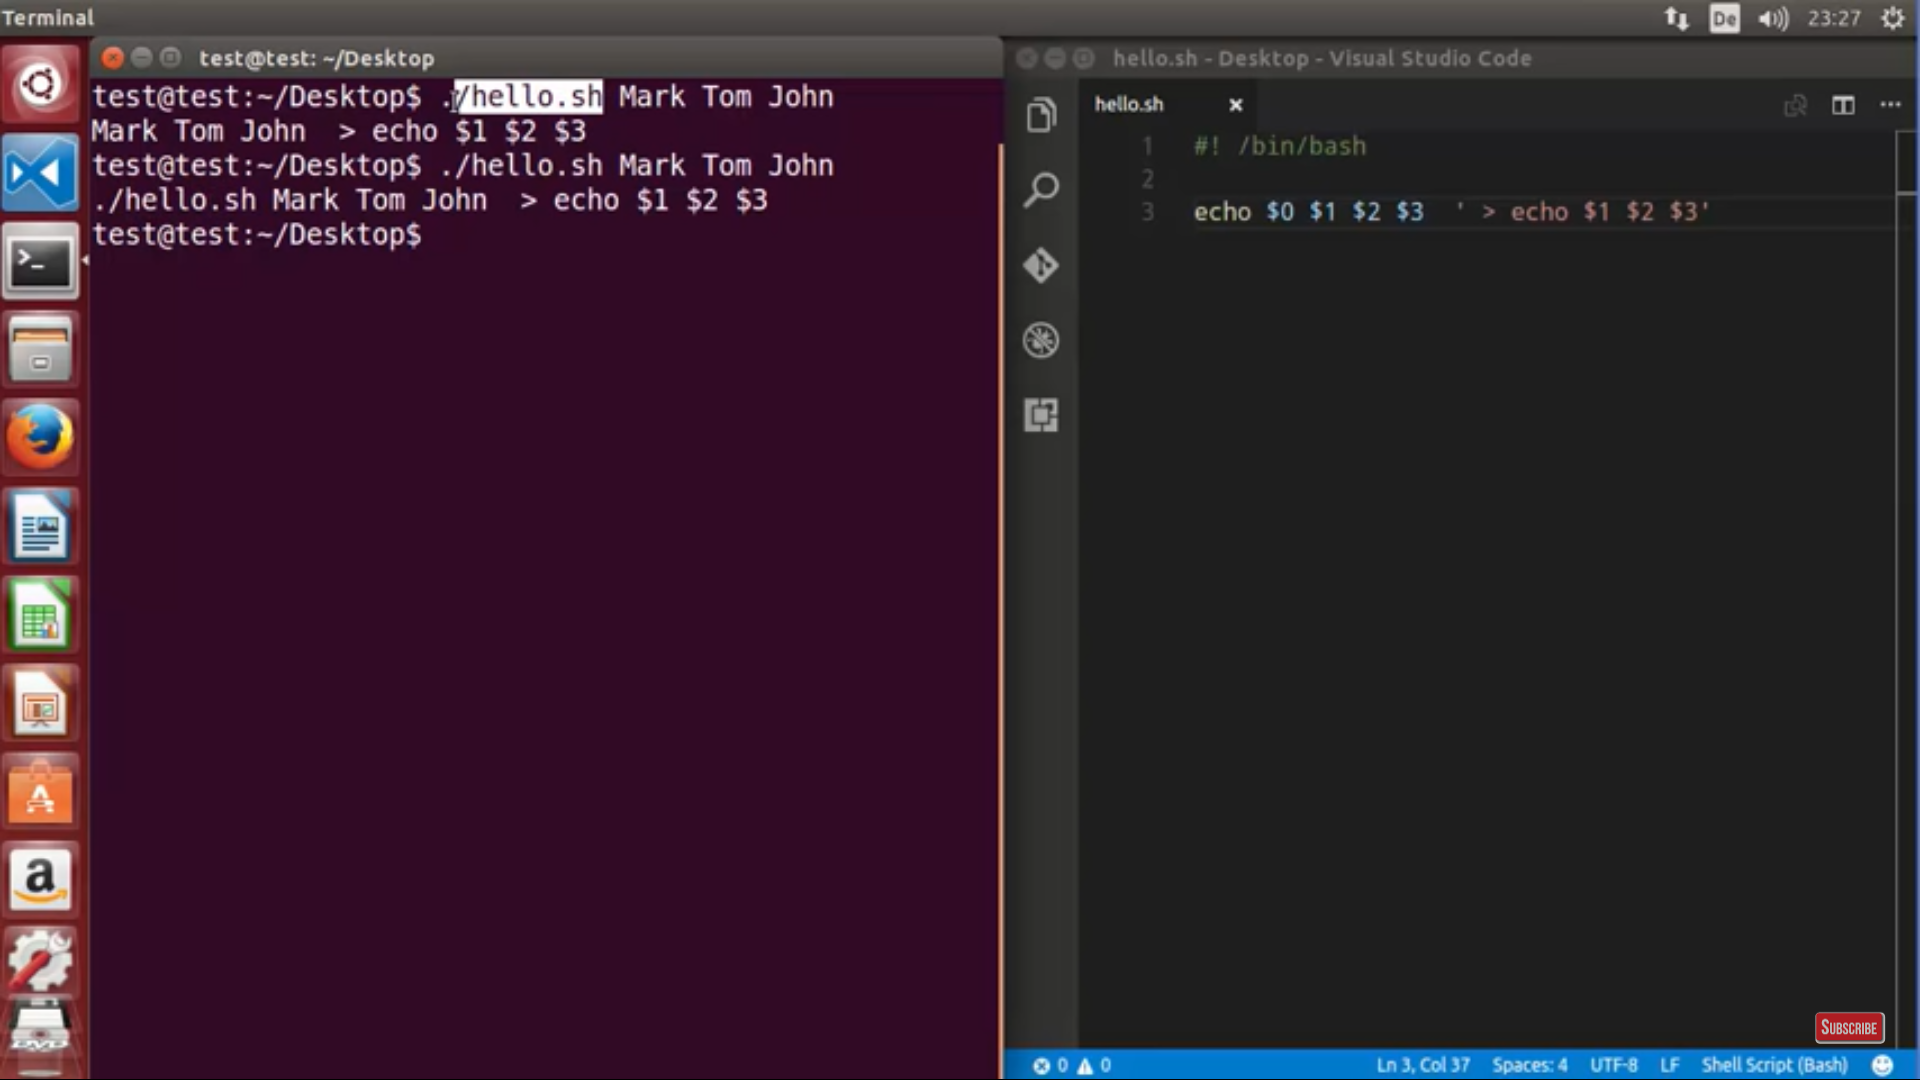 Terminal
De
23:27
test@test: ~/Desktop
test@test:~/Desktop$ ./hello.sh Mark Tom John
Mark Tom John  > echo $1 $2 $3
test@test:~/Desktop$ ./hello.sh Mark Tom John
./hello.sh Mark Tom John  > echo $1 $2 $3
test@test:~/Desktop$
hello.sh - Desktop - Visual Studio Code
hello.sh
1 #! /bin/bash
2
3 echo $0 $1 $2 $3  ' > echo $1 $2 $3'
a
DVD
SUBSCRIBE
0 0
Ln 3, Col 37 Spaces: 4 UTF-8 LF Shell Script (Bash)